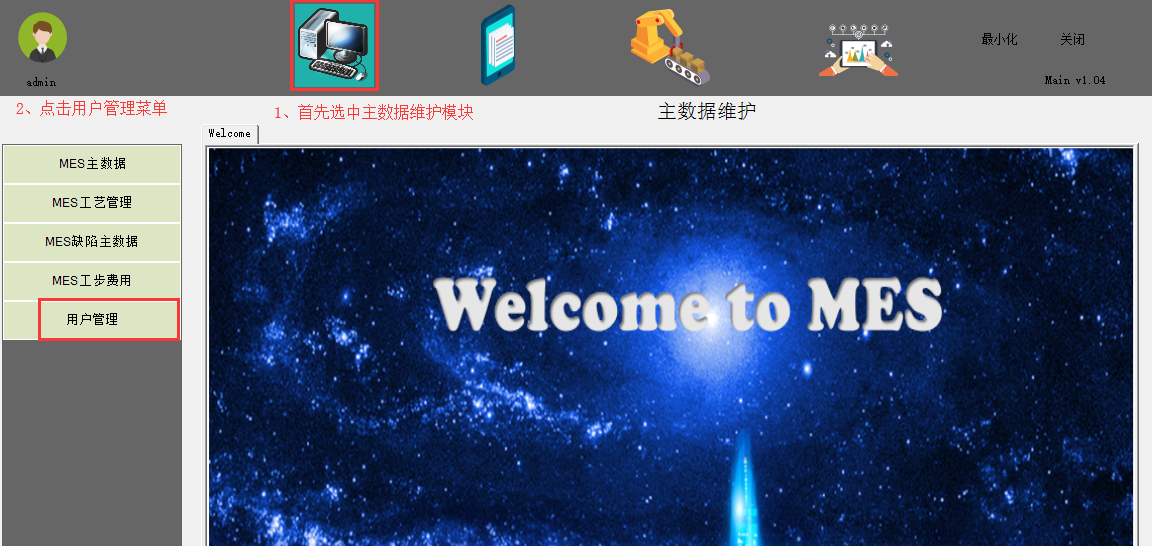 最小化
关闭
admin
Main v1.04
2、点击用户管理菜单
1、首先选中主数据维护模块
主数据维护
Welcome
MES主数据
MES工艺管理
MES缺陷主数据
MES工步费用
用户管理
Welcome to MES